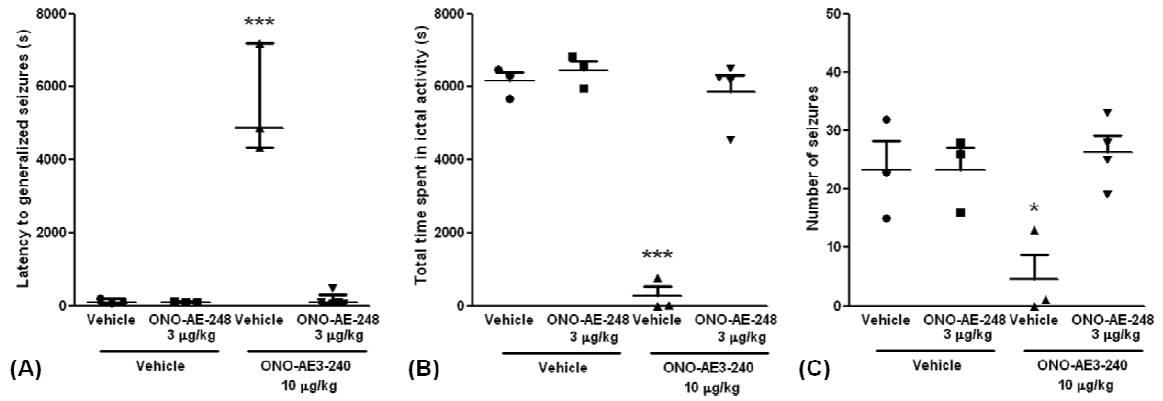 Latency to generalized seizures (s)
8000
6000
4000
2000
0
***
Vehicle
ONO-AE-248
3 µg/kg
Vehicle
ONO-AE-248
3 µg/kg
Vehicle
ONO-AE3-240
10 µg/kg
(A)
Total time spent in ictal activity (s)
8000
6000
4000
2000
0
***
Vehicle
ONO-AE-248
3 µg/kg
Vehicle
ONO-AE-248
3 µg/kg
Vehicle
ONO-AE3-240
10 µg/kg
(B)
Number of seizures
50
40
30
20
10
0
*
Vehicle
ONO-AE-248
3 µg/kg
Vehicle
ONO-AE-248
3 µg/kg
Vehicle
ONO-AE3-240
10 µg/kg
(C)